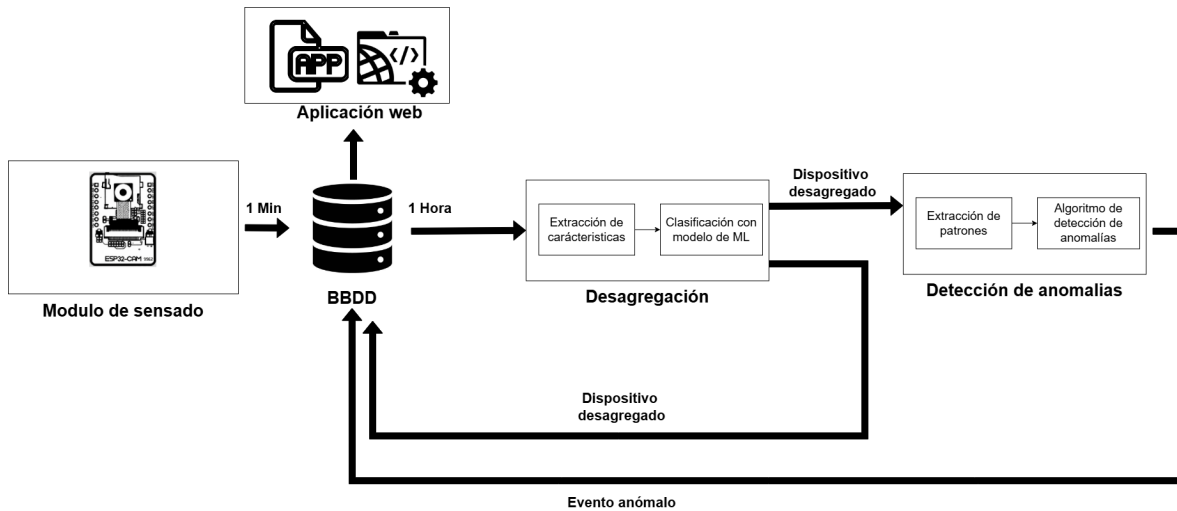 APP
</>
Aplicación web
ESP32-CAM
Modulo de sensado
1 Min
BBDD
1 Hora
Extracción de
carácteristicas
Clasificación con
modelo de ML
Desagregación
Dispositivo
desagregado
Extracción de
patrones
Algoritmo de
detección de
anomalías
Detección de anomalias
Dispositivo
desagregado
Evento anómalo